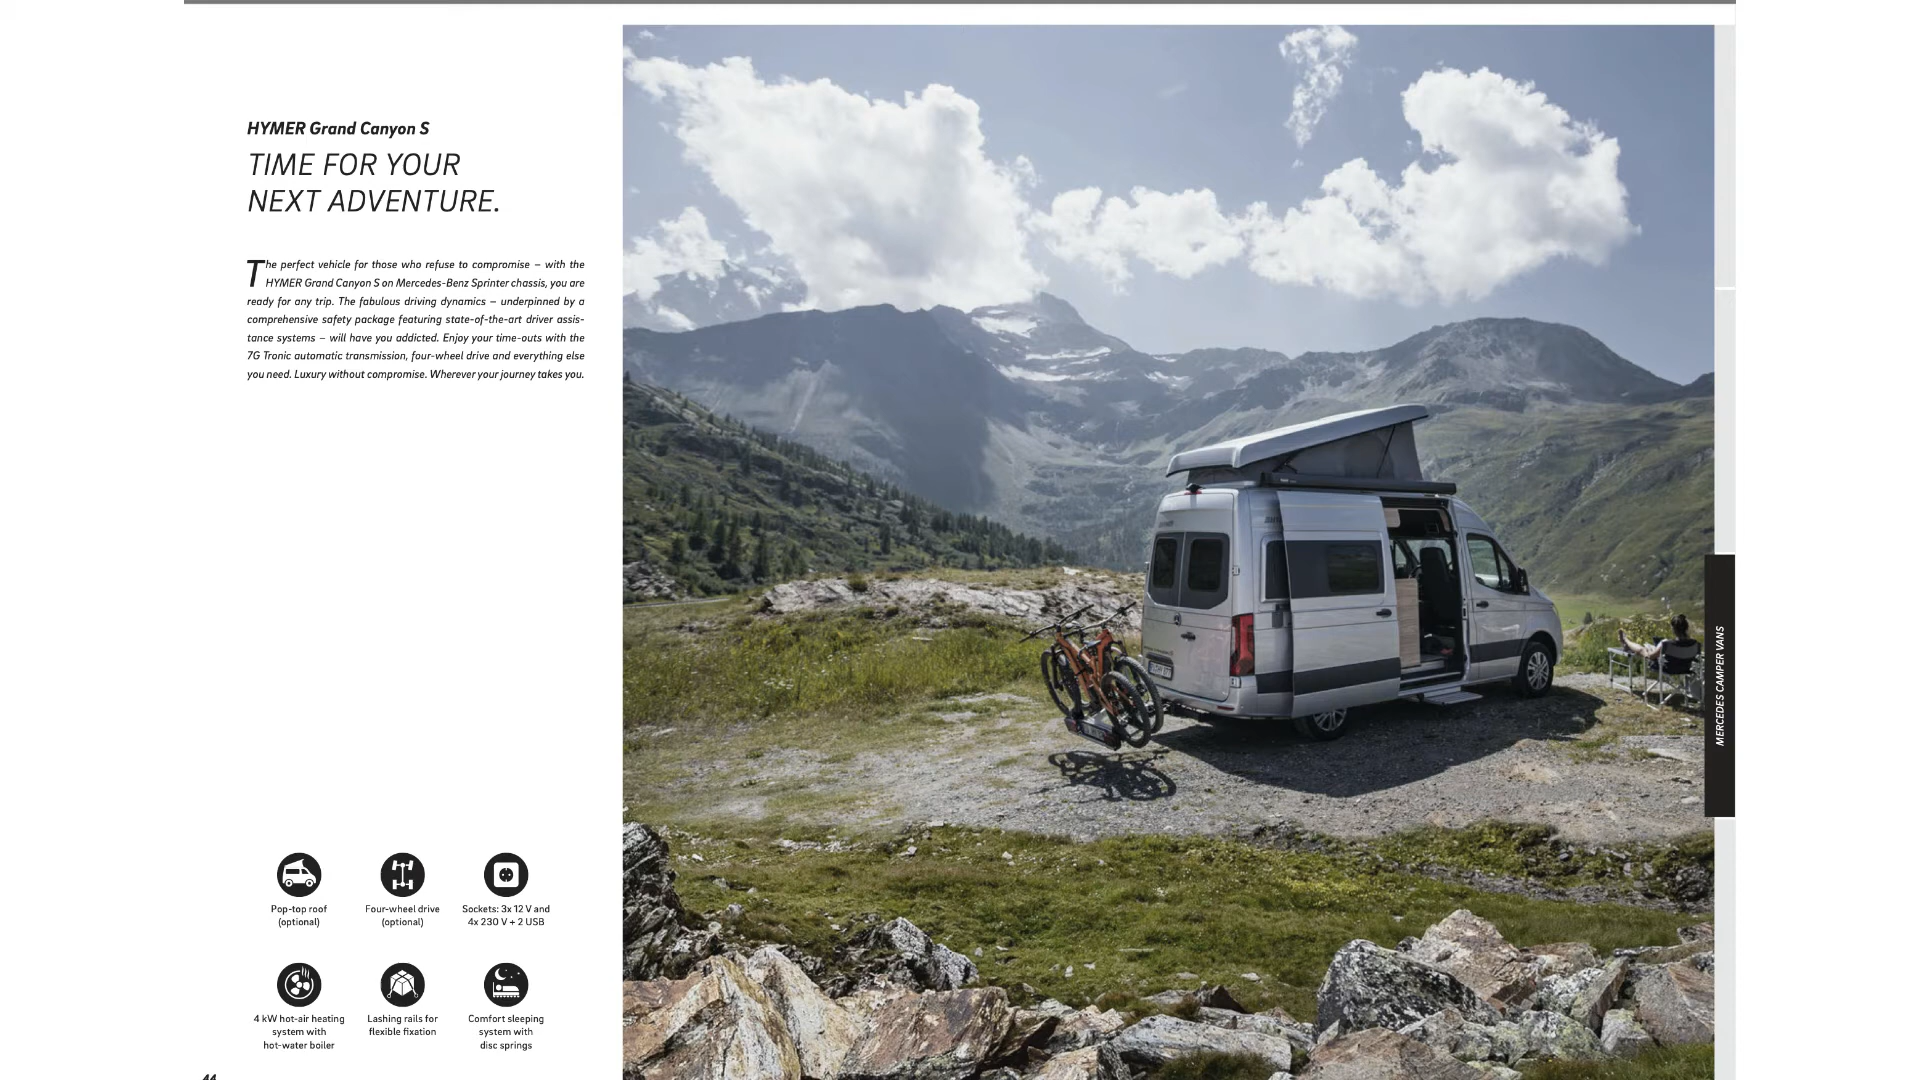 HYMER Grand Canyon S
TIME FOR YOUR
NEXT ADVENTURE.
The perfect vehicle for those who refuse to compromise – with the
HYMER Grand Canyon S on Mercedes-Benz Sprinter chassis, you are
ready for any trip. The fabulous driving dynamics – underpinned by a
comprehensive safety package featuring state-of-the-art driver assis-
tance systems – will have you addicted. Enjoy your time-outs with the
7G Tronic automatic transmission, four-wheel drive and everything else
you need. Luxury without compromise. Wherever your journey takes you.
Pop-top roof
(optional)
Four-wheel drive
(optional)
Sockets: 3x 12 V and
4x 230 V + 2 USB
4 kW hot-air heating
system with
hot-water boiler
Lashing rails for
flexible fixation
Comfort sleeping
system with
disc springs
MERCEDES CAMPER VANS